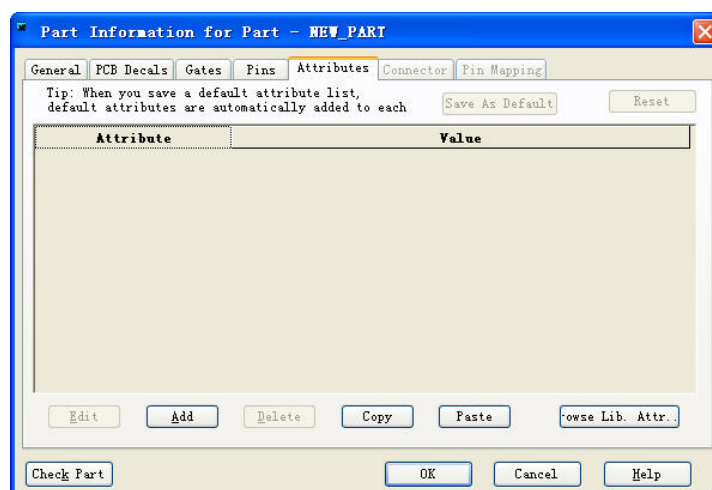 Part Information for Part - NEW_PART
General PCB Decals Gates Pins Attributes Connector Pin Mapping
Tip: When you save a default attribute list,
default attributes are automatically added to each
Save As Default Reset
Attribute Value
Edit Add Delete Copy Paste owse Lib. Attr..
Check Part OK Cancel Help